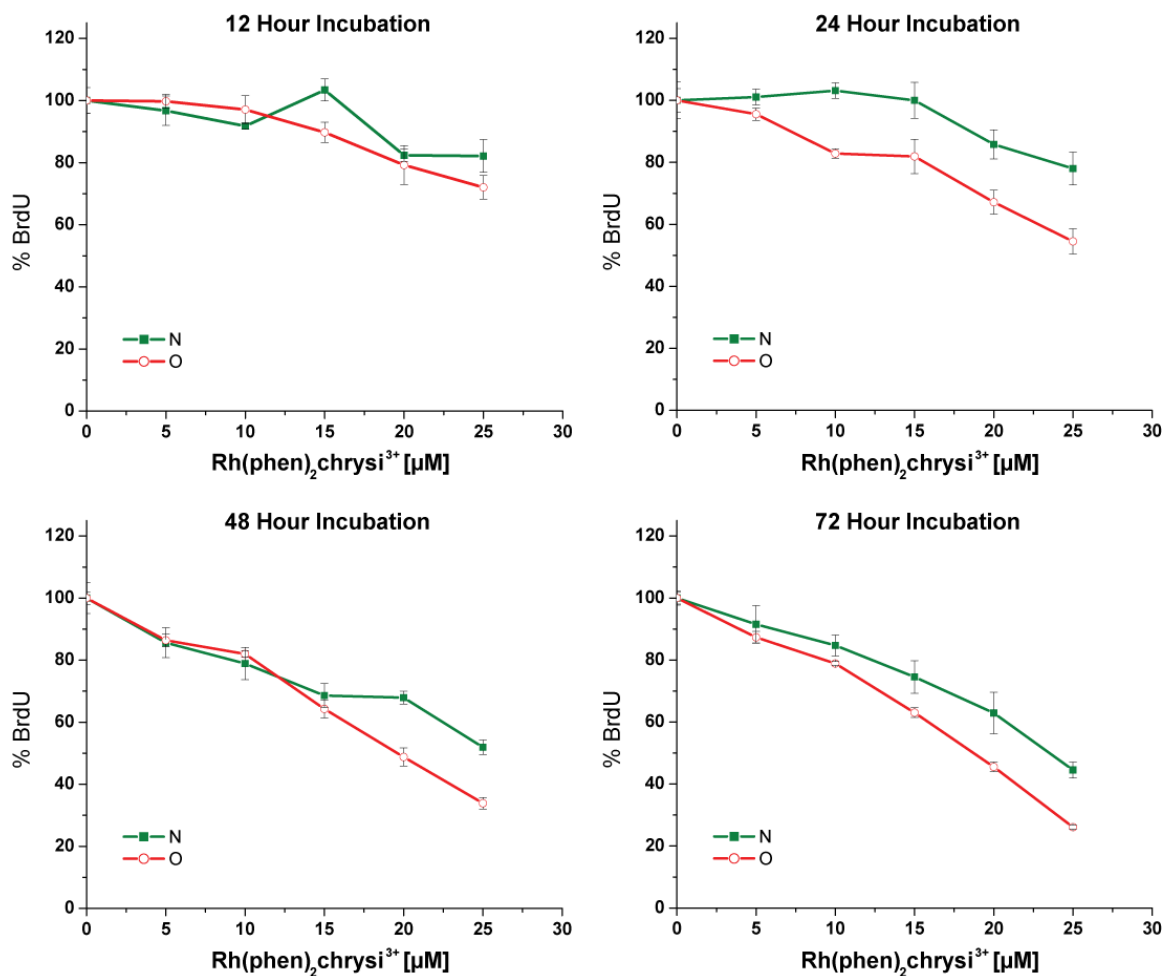 12 Hour Incubation
120
100
80
60
40
20
0
% BrdU
N
O
0 5 10 15 20 25 30
Rh(phen)₂chrysi³⁺ [µM]
24 Hour Incubation
120
100
80
60
40
20
0
% BrdU
N
O
0 5 10 15 20 25 30
Rh(phen)₂chrysi³⁺ [µM]
48 Hour Incubation
120
100
80
60
40
20
0
% BrdU
N
O
0 5 10 15 20 25 30
Rh(phen)₂chrysi³⁺ [µM]
72 Hour Incubation
120
100
80
60
40
20
0
% BrdU
N
O
0 5 10 15 20 25 30
Rh(phen)₂chrysi³⁺ [µM]